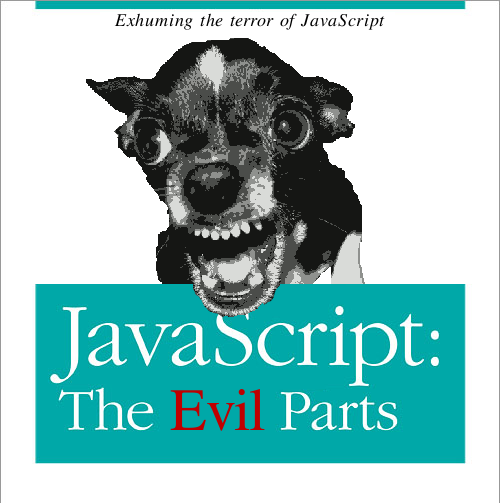 Exhuming the terror of JavaScript
JavaScript:
The Evil Parts